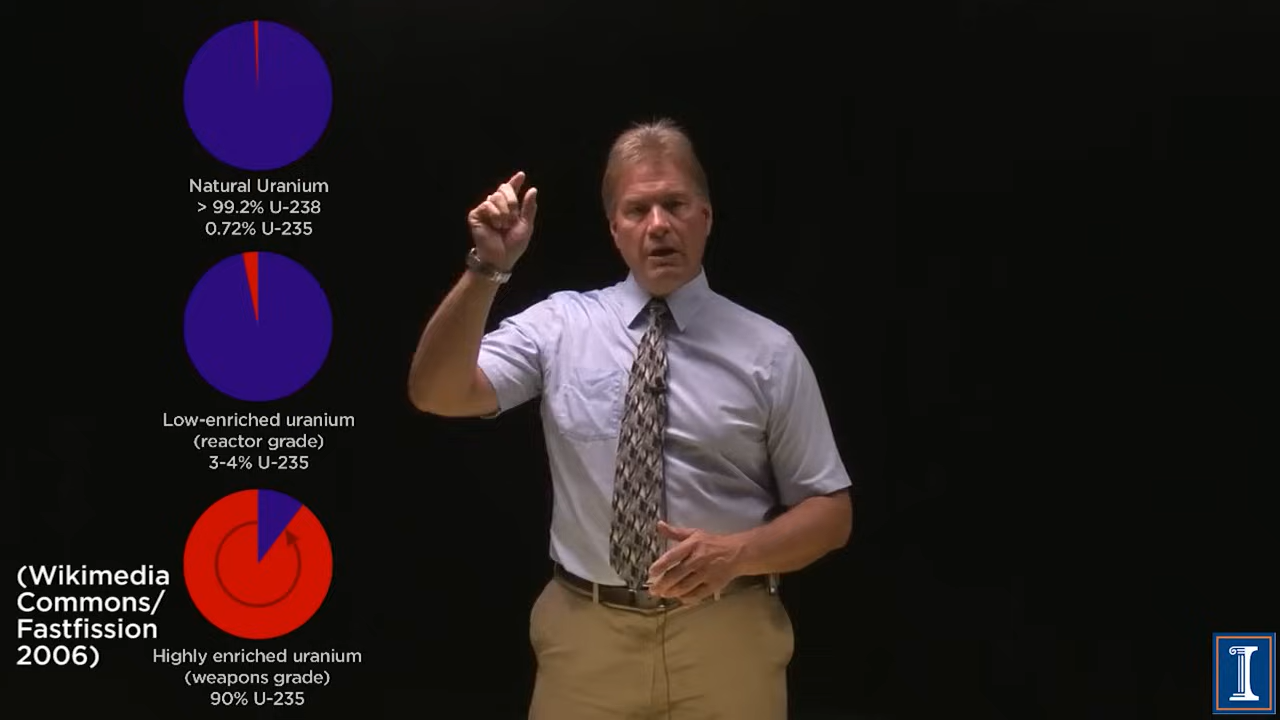 Natural Uranium
> 99.2% U-238
0.72% U-235
Low-enriched uranium
(reactor grade)
3-4% U-235
(Wikimedia
Commons/
Fastfission
2006)
Highly enriched uranium
(weapons grade)
90% U-235
I